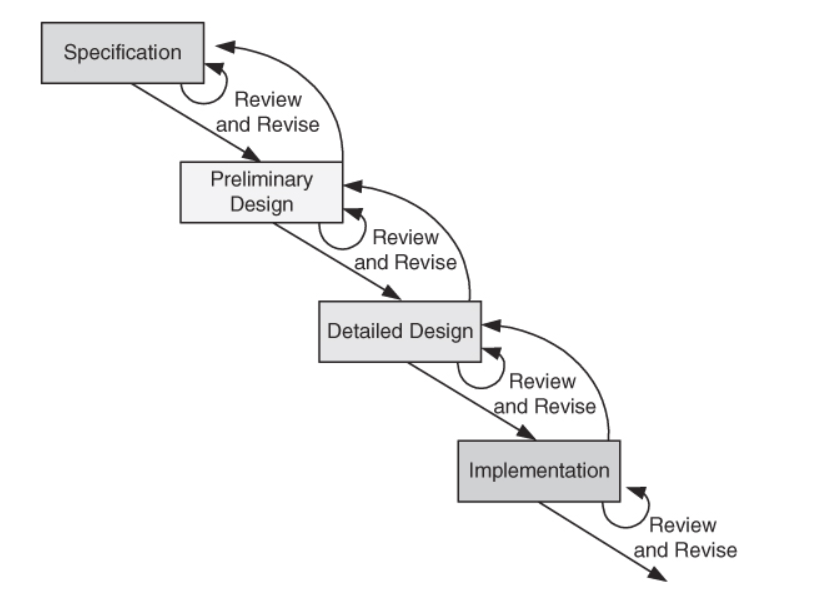 Specification
Review
and Revise
Preliminary
Design
Review
and Revise
Detailed Design
Review
and Revise
Implementation
Review
and Revise